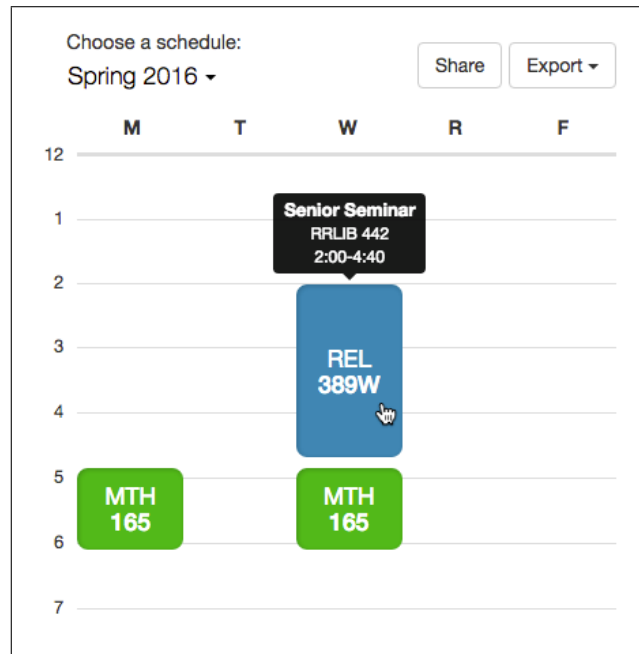 Choose a schedule:
Spring 2016
Share
Export
M T W R F
12
1
Senior Seminar
RRLIB 442
2:00-4:40
2
3
REL
389W
4
5
MTH
165
MTH
165
6
7